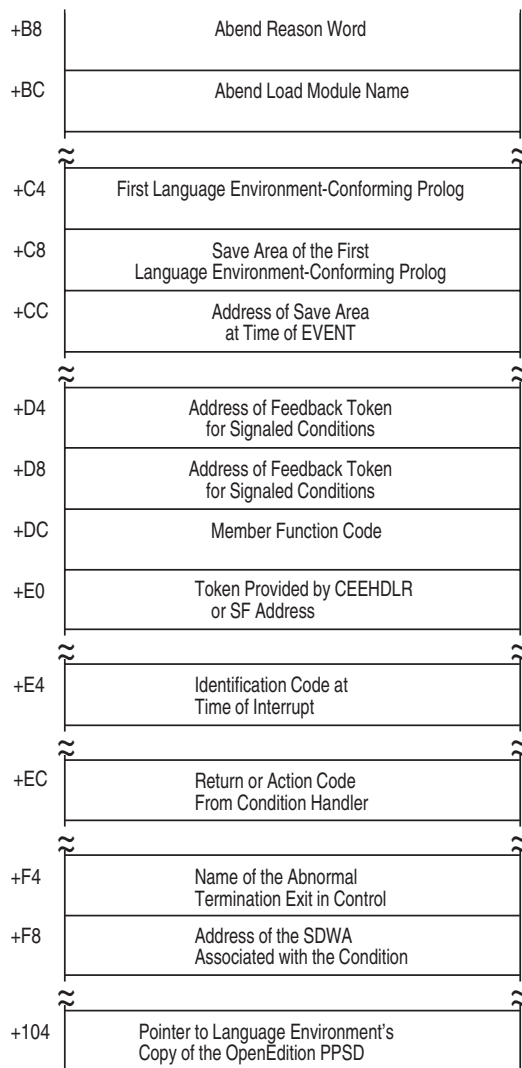 +B8 Abend Reason Word
+BC Abend Load Module Name
+C4 First Language Environment-Conforming Prolog
+C8 Save Area of the First
Language Environment-Conforming Prolog
+CC Address of Save Area
at Time of EVENT
+D4 Address of Feedback Token
for Signaled Conditions
+D8 Address of Feedback Token
for Signaled Conditions
+DC Member Function Code
+E0 Token Provided by CEEHDLR
or SF Address
+E4 Identification Code at
Time of Interrupt
+EC Return or Action Code
From Condition Handler
+F4 Name of the Abnormal
Termination Exit in Control
+F8 Address of the SDWA
Associated with the Condition
+104 Pointer to Language Environment's
Copy of the OpenEdition PPSD